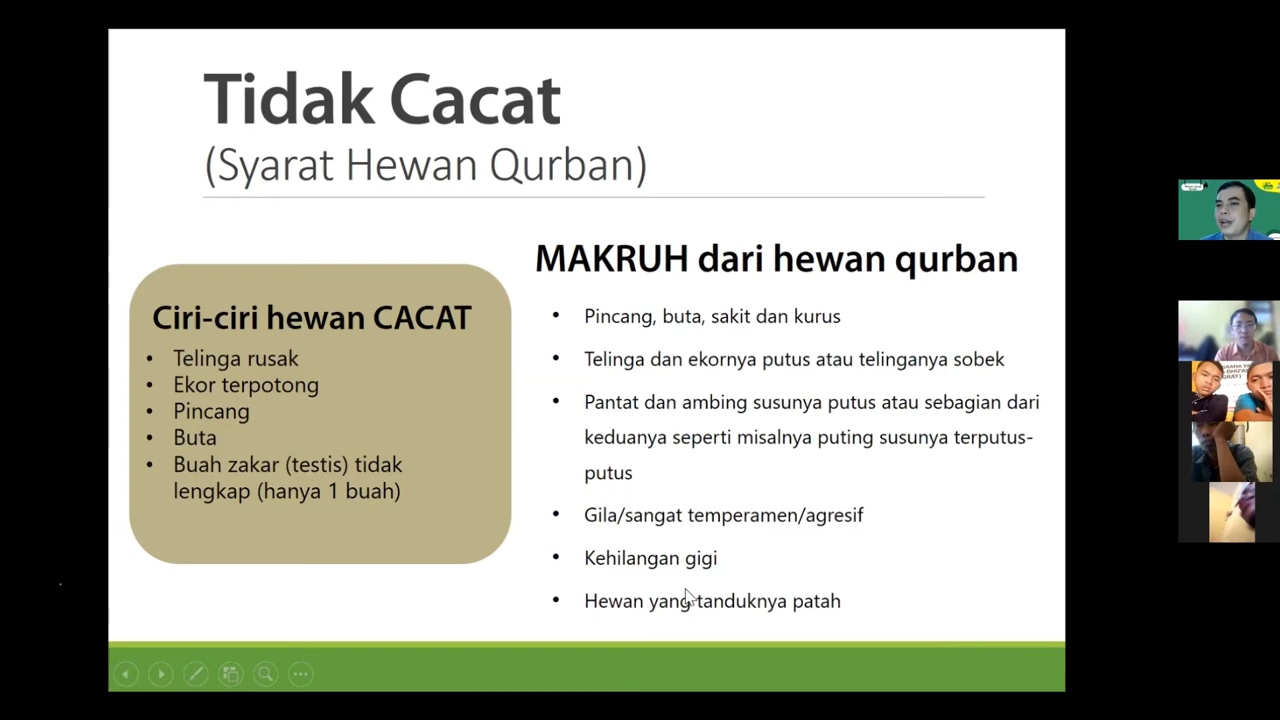 Tidak Cacat
(Syarat Hewan Qurban)
Ciri-ciri hewan CACAT
• Telinga rusak
• Ekor terpotong
• Pincang
• Buta
• Buah zakar (testis) tidak
lengkap (hanya 1 buah)
MAKRUH dari hewan qurban
• Pincang, buta, sakit dan kurus
• Telinga dan ekornya putus atau telinganya sobek
• Pantat dan ambing susunya putus atau sebagian dari
keduanya seperti misalnya puting susunya terputus-
putus
• Gila/sangat temperamen/agresif
• Kehilangan gigi
• Hewan yang tanduknya patah